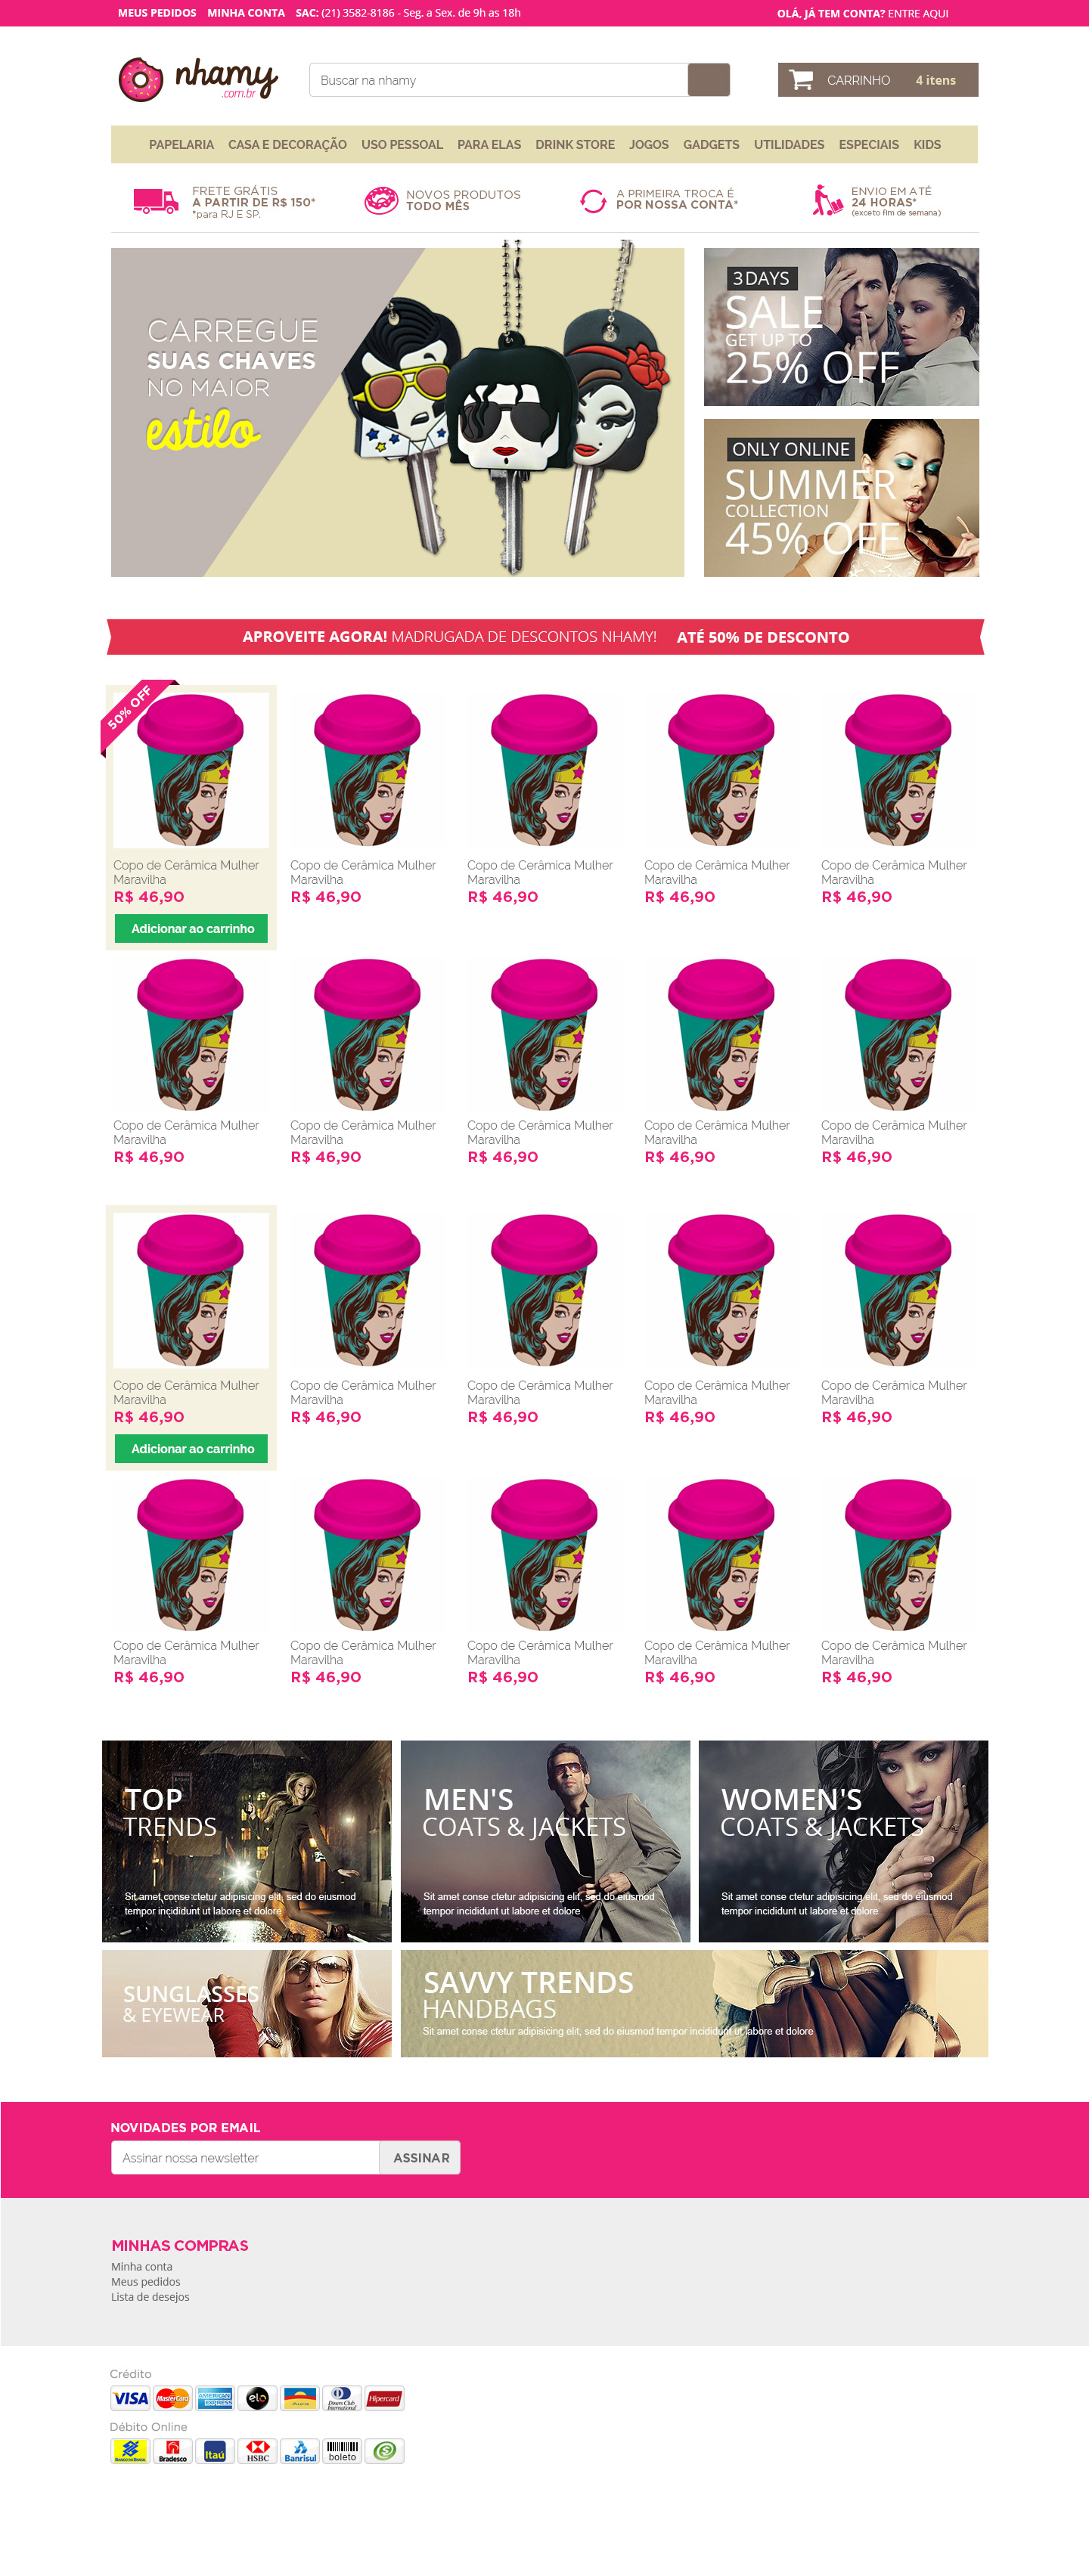 MEUS PEDIDOS MINHA CONTA SAC: (21) 3582-8186 - Seg. a Sex. de 9h as 18h
OLÁ, JÁ TEM CONTA? ENTRE AQUI
nhamy
.com.br
Buscar na nhamy
CARRINHO 4 itens
PAPELARIA CASA E DECORAÇÃO USO PESSOAL PARA ELAS DRINK STORE JOGOS GADGETS UTILIDADES ESPECIAIS KIDS
FRETE GRÁTIS
A PARTIR DE R$ 150*
*para RJ E SP.
NOVOS PRODUTOS
TODO MÊS
A PRIMEIRA TROCA É
POR NOSSA CONTA*
ENVIO EM ATÉ
24 HORAS*
(exceto fim de semana)
CARREGUE
SUAS CHAVES
NO MAIOR
estilo
3 DAYS
SALE
GET UP TO
25% OFF
ONLY ONLINE
SUMMER
COLLECTION
45% OFF
APROVEITE AGORA! MADRUGADA DE DESCONTOS NHAMY! ATÉ 50% DE DESCONTO
50% OFF
Copo de Cerâmica Mulher Copo de Cerâmica Mulher Copo de Cerâmica Mulher Copo de Cerâmica Mulher Copo de Cerâmica Mulher
Maravilha Maravilha Maravilha Maravilha Maravilha
R$ 46,90 R$ 46,90 R$ 46,90 R$ 46,90 R$ 46,90
Adicionar ao carrinho
Copo de Cerâmica Mulher Copo de Cerâmica Mulher Copo de Cerâmica Mulher Copo de Cerâmica Mulher Copo de Cerâmica Mulher
Maravilha Maravilha Maravilha Maravilha Maravilha
R$ 46,90 R$ 46,90 R$ 46,90 R$ 46,90 R$ 46,90
Copo de Cerâmica Mulher Copo de Cerâmica Mulher Copo de Cerâmica Mulher Copo de Cerâmica Mulher Copo de Cerâmica Mulher
Maravilha Maravilha Maravilha Maravilha Maravilha
R$ 46,90 R$ 46,90 R$ 46,90 R$ 46,90 R$ 46,90
Adicionar ao carrinho
Copo de Cerâmica Mulher Copo de Cerâmica Mulher Copo de Cerâmica Mulher Copo de Cerâmica Mulher Copo de Cerâmica Mulher
Maravilha Maravilha Maravilha Maravilha Maravilha
R$ 46,90 R$ 46,90 R$ 46,90 R$ 46,90 R$ 46,90
TOP
TRENDS
Sit amet conse ctetur adipisicing elit, sed do eiusmod
tempor incididunt ut labore et dolore
MEN'S
COATS & JACKETS
Sit amet conse ctetur adipisicing elit, sed do eiusmod
tempor incididunt ut labore et dolore
WOMEN'S
COATS & JACKETS
Sit amet conse ctetur adipisicing elit, sed do eiusmod
tempor incididunt ut labore et dolore
SUNGLASSES
& EYEWEAR
SAVVY TRENDS
HANDBAGS
Sit amet conse ctetur adipisicing elit, sed do eiusmod tempor incididunt ut labore et dolore
NOVIDADES POR EMAIL
Assinar nossa newsletter
ASSINAR
MINHAS COMPRAS
Minha conta
Meus pedidos
Lista de desejos
Crédito
VISA MasterCard AMERICAN EXPRESS elo Aura Diners Club International Hipercard
Débito Online
BANCO DO BRASIL Bradesco Itaú HSBC Banrisul boleto